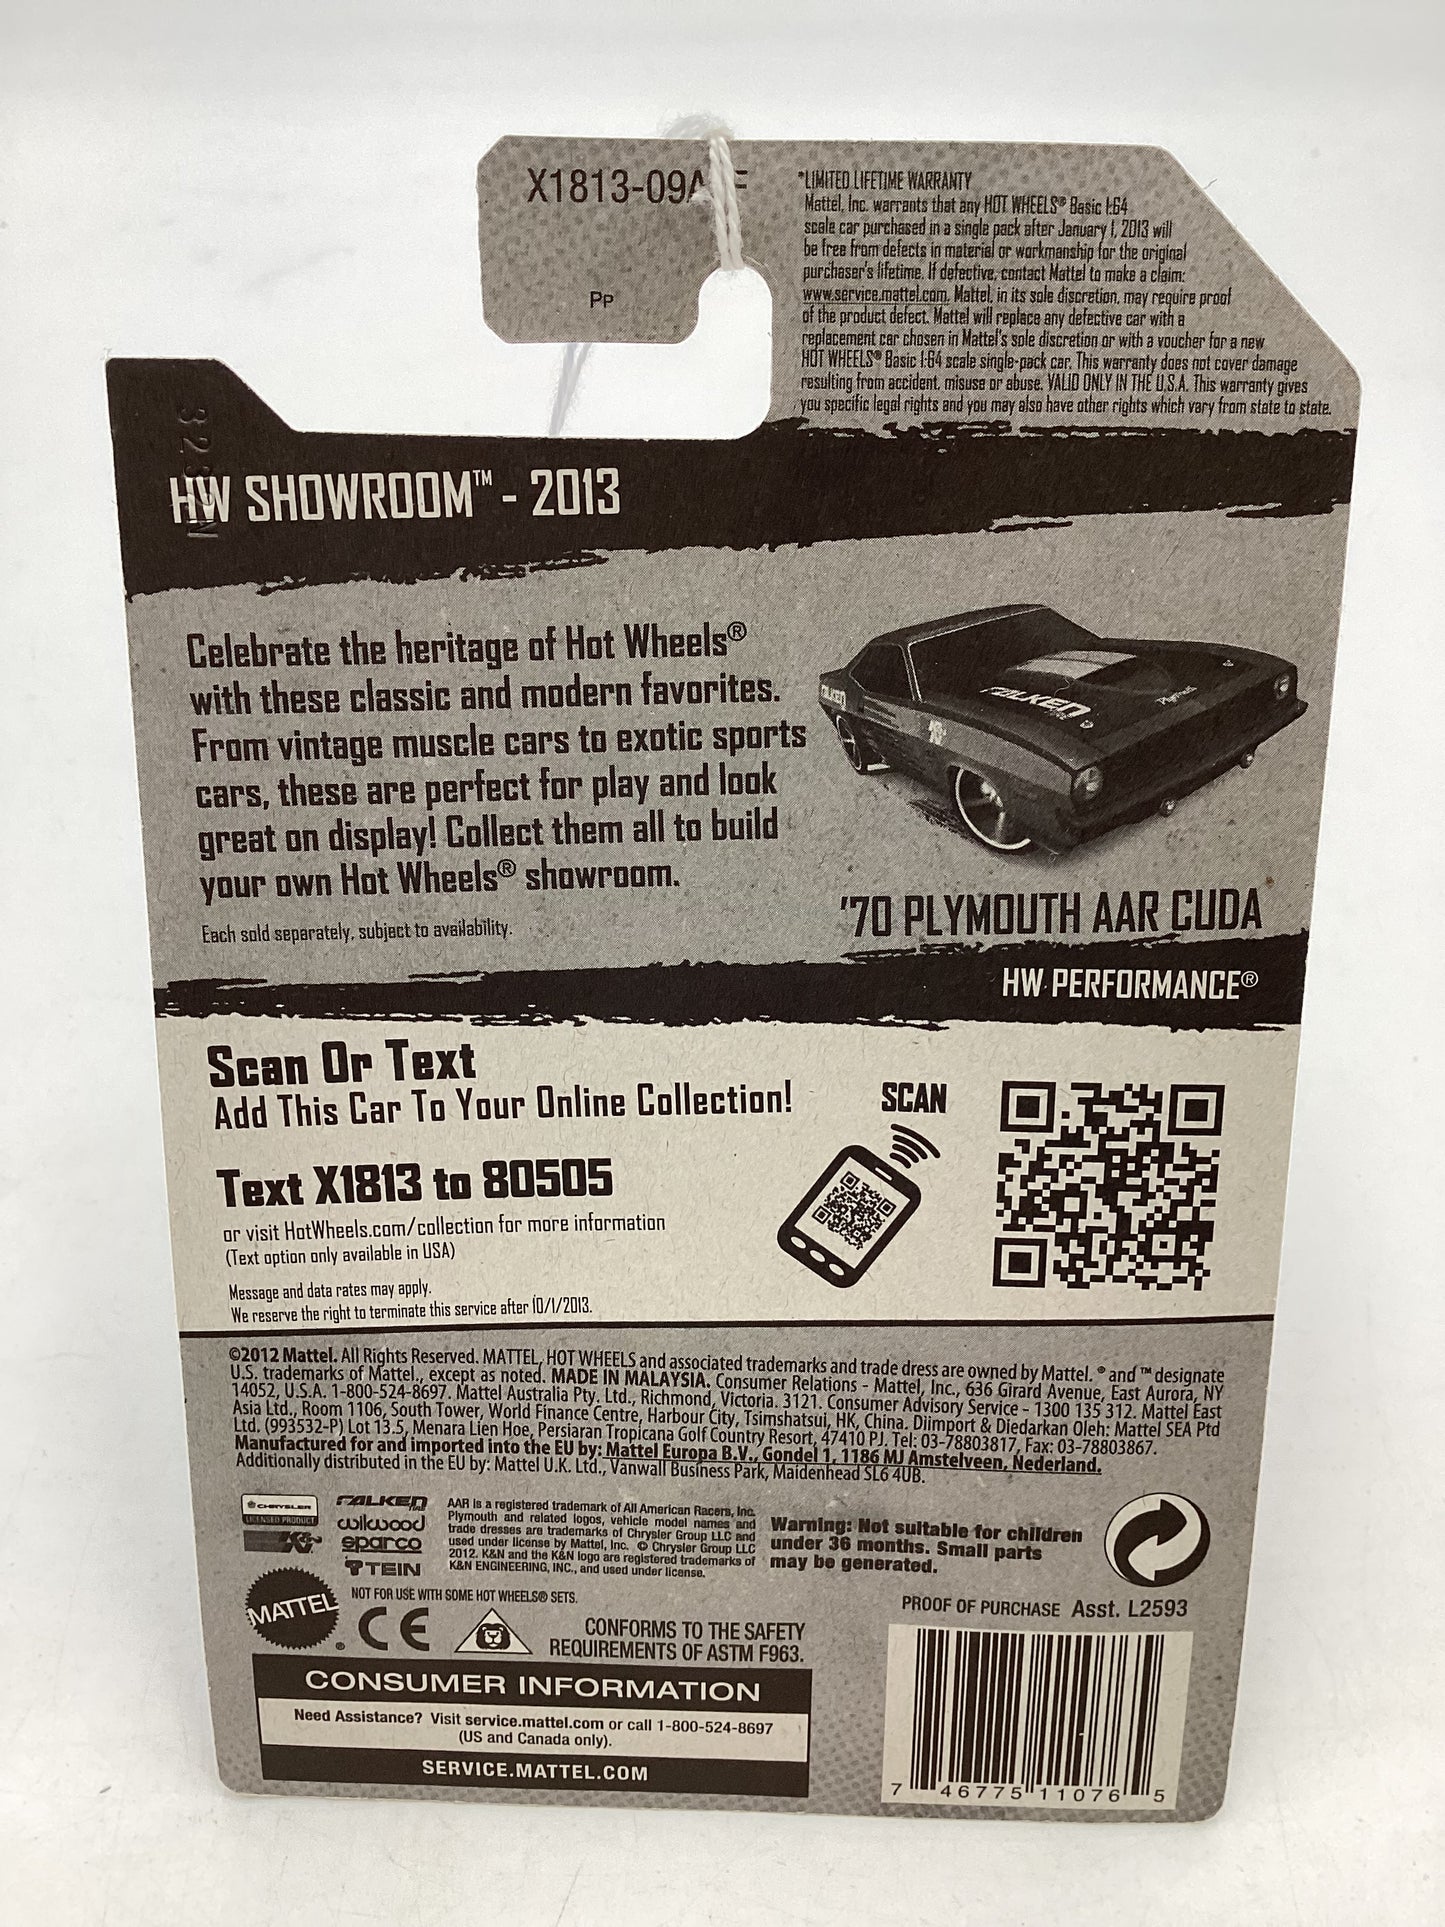 X1813-09A F
Pp
*LIMITED LIFETIME WARRANTY
Mattel, Inc. warrants that any HOT WHEELS® Basic 1:64
scale car purchased in a single pack after January 1, 2013 will
be free from defects in material or workmanship for the original
purchaser's lifetime. If defective, contact Mattel to make a claim:
www.service.mattel.com. Mattel, in its sole discretion, may require proof
of the product defect. Mattel will replace any defective car with a
replacement car chosen in Mattel's sole discretion or with a voucher for a new
HOT WHEELS® Basic 1:64 scale single-pack car. This warranty does not cover damage
resulting from accident, misuse or abuse. VALID ONLY IN THE U.S.A. This warranty gives
you specific legal rights and you may also have other rights which vary from state to state.
HW SHOWROOM™ - 2013
Celebrate the heritage of Hot Wheels®
with these classic and modern favorites.
From vintage muscle cars to exotic sports
cars, these are perfect for play and look
great on display! Collect them all to build
your own Hot Wheels® showroom.
Each sold separately, subject to availability.
FALKEN
'70 PLYMOUTH AAR CUDA
HW PERFORMANCE®
Scan Or Text
Add This Car To Your Online Collection!
SCAN
Text X1813 to 80505
or visit HotWheels.com/collection for more information
(Text option only available in USA)
Message and data rates may apply.
We reserve the right to terminate this service after 10/1/2013.
©2012 Mattel. All Rights Reserved. MATTEL, HOT WHEELS and associated trademarks and trade dress are owned by Mattel. ® and ™ designate
U.S. trademarks of Mattel., except as noted. MADE IN MALAYSIA. Consumer Relations - Mattel, Inc., 636 Girard Avenue, East Aurora, NY
14052, U.S.A. 1-800-524-8697. Mattel Australia Pty. Ltd., Richmond, Victoria. 3121. Consumer Advisory Service - 1300 135 312. Mattel East
Asia Ltd., Room 1106, South Tower, World Finance Centre, Harbour City, Tsimshatsui, HK, China. Diimport & Diedarkan Oleh: Mattel SEA Ptd
Ltd. (993532-P) Lot 13.5, Menara Lien Hoe, Persiaran Tropicana Golf Country Resort, 47410 PJ. Tel: 03-78803817, Fax: 03-78803867.
Manufactured for and imported into the EU by: Mattel Europa B.V., Gondel 1, 1186 MJ Amstelveen, Nederland.
Additionally distributed in the EU by: Mattel U.K. Ltd., Vanwall Business Park, Maidenhead SL6 4UB.
CHRYSLER
LICENSED PRODUCT
K&N
FALKEN
wilwood
sparco
TEIN
AAR is a registered trademark of All American Racers, Inc.
Plymouth and related logos, vehicle model names and
trade dresses are trademarks of Chrysler Group LLC and
used under license by Mattel, Inc. © Chrysler Group LLC
2012. K&N and the K&N logo are registered trademarks of
K&N ENGINEERING, INC., and used under license.
Warning: Not suitable for children
under 36 months. Small parts
may be generated.
NOT FOR USE WITH SOME HOT WHEELS® SETS.
MATTEL®
CE
CONFORMS TO THE SAFETY
REQUIREMENTS OF ASTM F963.
PROOF OF PURCHASE Asst. L2593
CONSUMER INFORMATION
Need Assistance? Visit service.mattel.com or call 1-800-524-8697
(US and Canada only).
SERVICE.MATTEL.COM
7 46775 11076 5